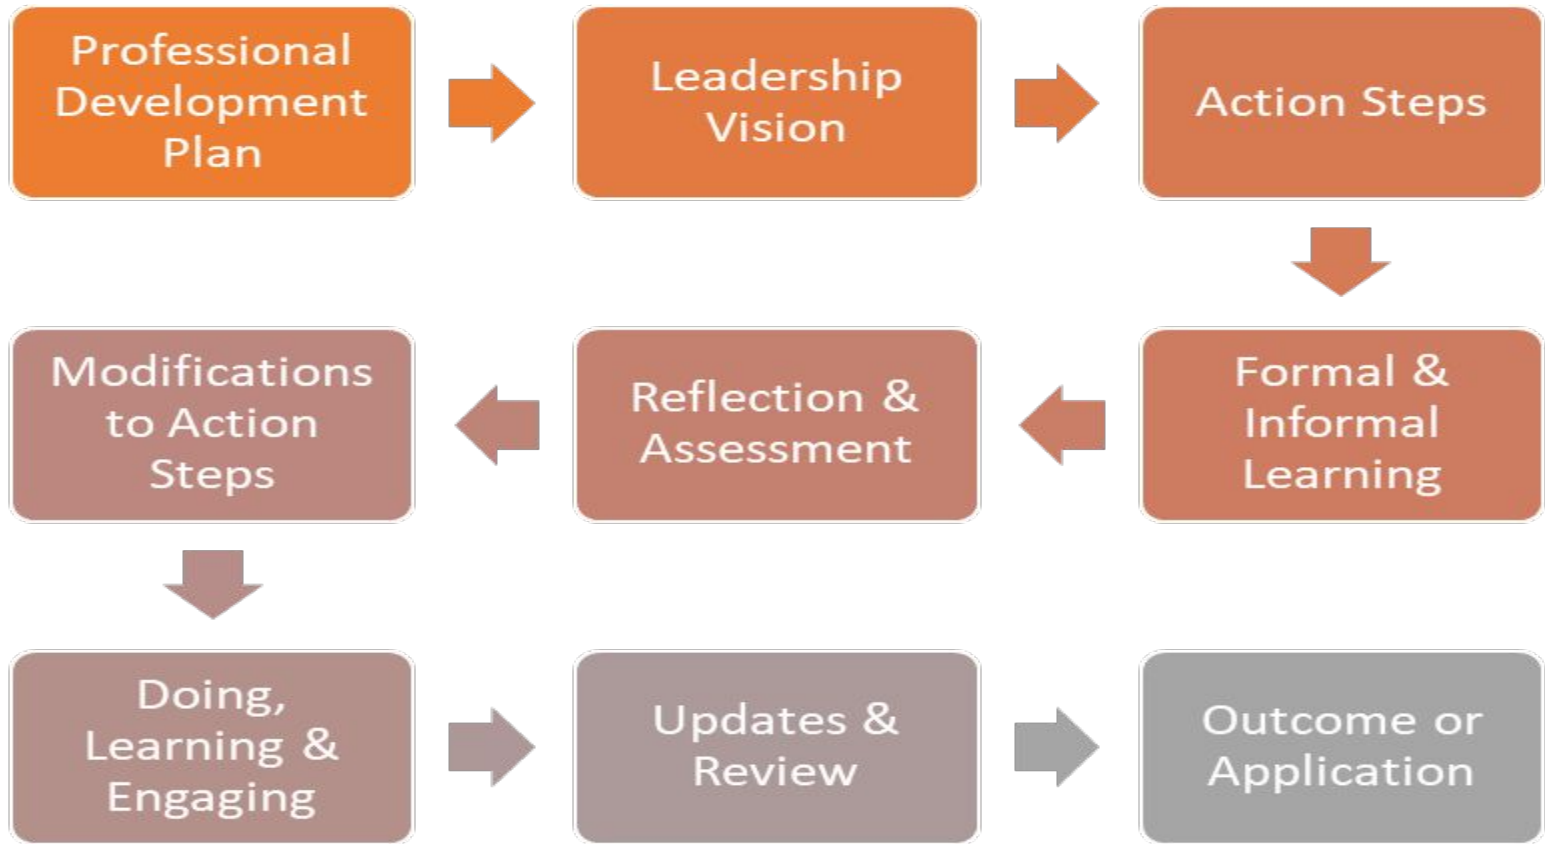 Professional
Development
Plan
Leadership
Vision
Action Steps
Formal &
Informal
Learning
Reflection &
Assessment
Modifications
to Action
Steps
Doing,
Learning &
Engaging
Updates &
Review
Outcome or
Application